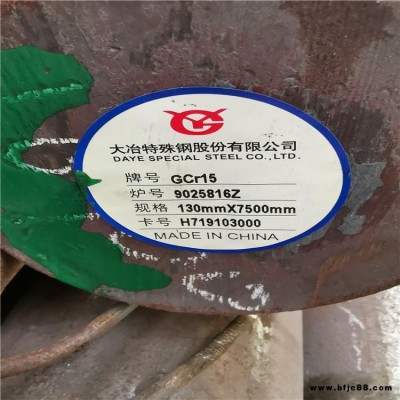 大冶特殊钢股份有限公司
DAYE SPECIAL STEEL CO.,LTD.
牌号 GCr15
炉号 9025816Z
规格 130mmX7500mm
卡号 H719103000
MADE IN CHINA
www.bfjc88.com